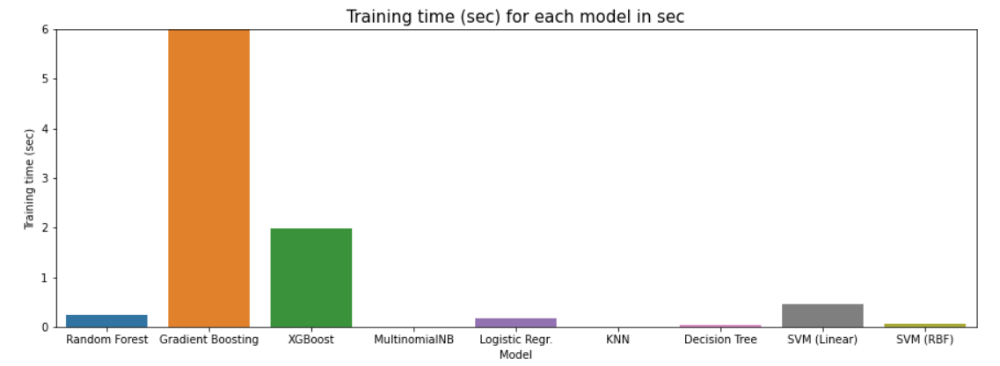 Training time (sec) for each model in sec
Training time (sec)
6
5
4
3
2
1
0
Random Forest Gradient Boosting XGBoost MultinomialNB Logistic Regr. KNN Decision Tree SVM (Linear) SVM (RBF)
Model